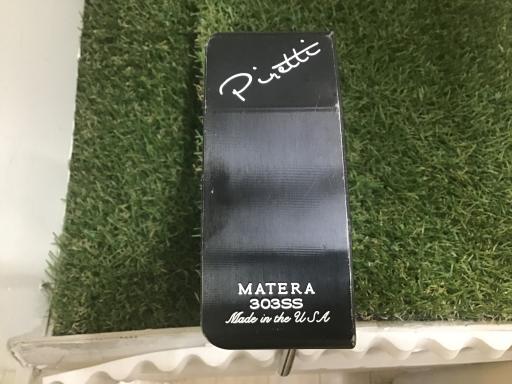 Piretti
MATERA
303SS
Made in the USA